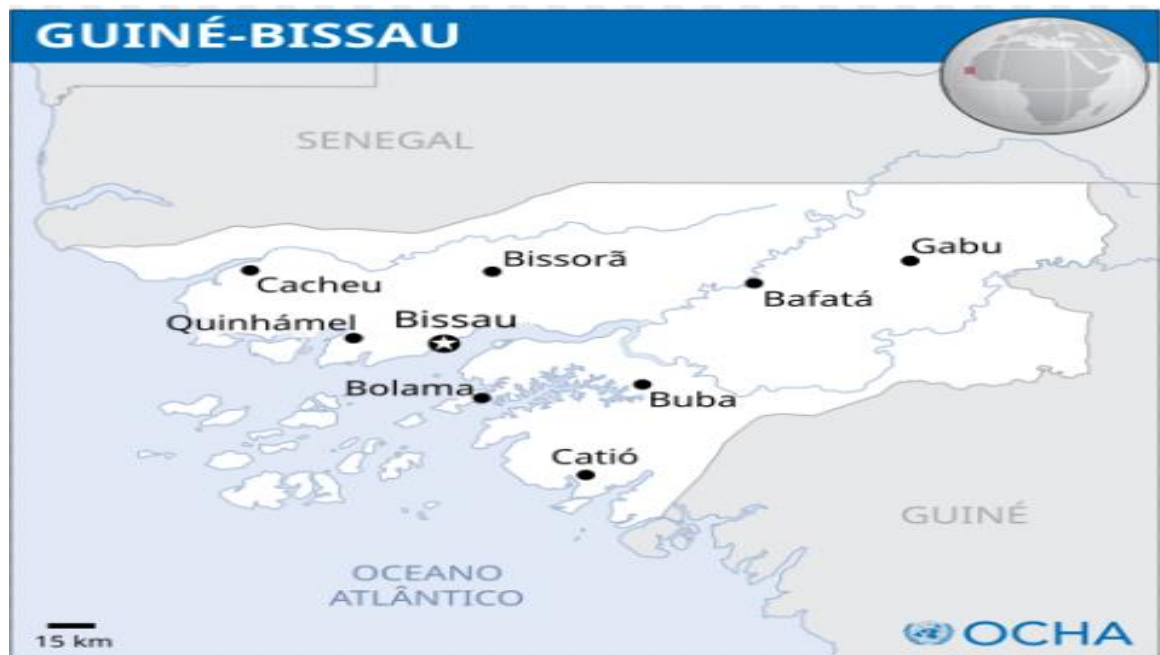 GUINÉ-BISSAU
SENEGAL
Gabu
Bissorã
Cacheu
Bafatá
Quinhámel
Bissau
Bolama
Buba
Catió
GUINÉ
OCEANO
ATLÂNTICO
15 km
OCHA